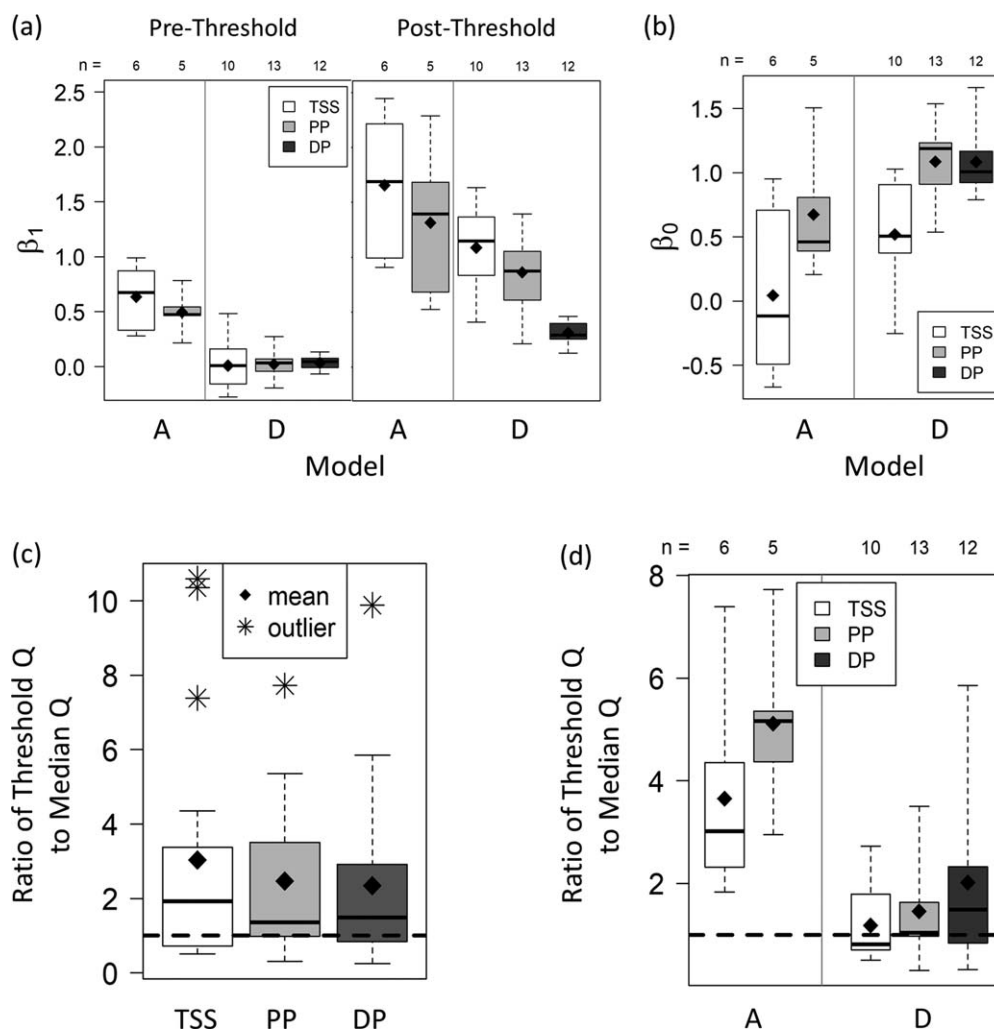 (a) Pre-Threshold Post-Threshold
n = 6 5 10 13 12 6 5 10 13 12
2.5
2.0
1.5
1.0
0.5
0.0
β1
TSS
PP
DP
A D A D
Model
(b)
n = 6 5 10 13 12
1.5
1.0
0.5
0.0
-0.5
β0
TSS
PP
DP
A D
Model
(c)
10
8
6
4
2
0
Ratio of Threshold Q
to Median Q
mean
outlier
TSS PP DP
(d)
n = 6 5 10 13 12
8
6
4
2
Ratio of Threshold Q
to Median Q
TSS
PP
DP
A D